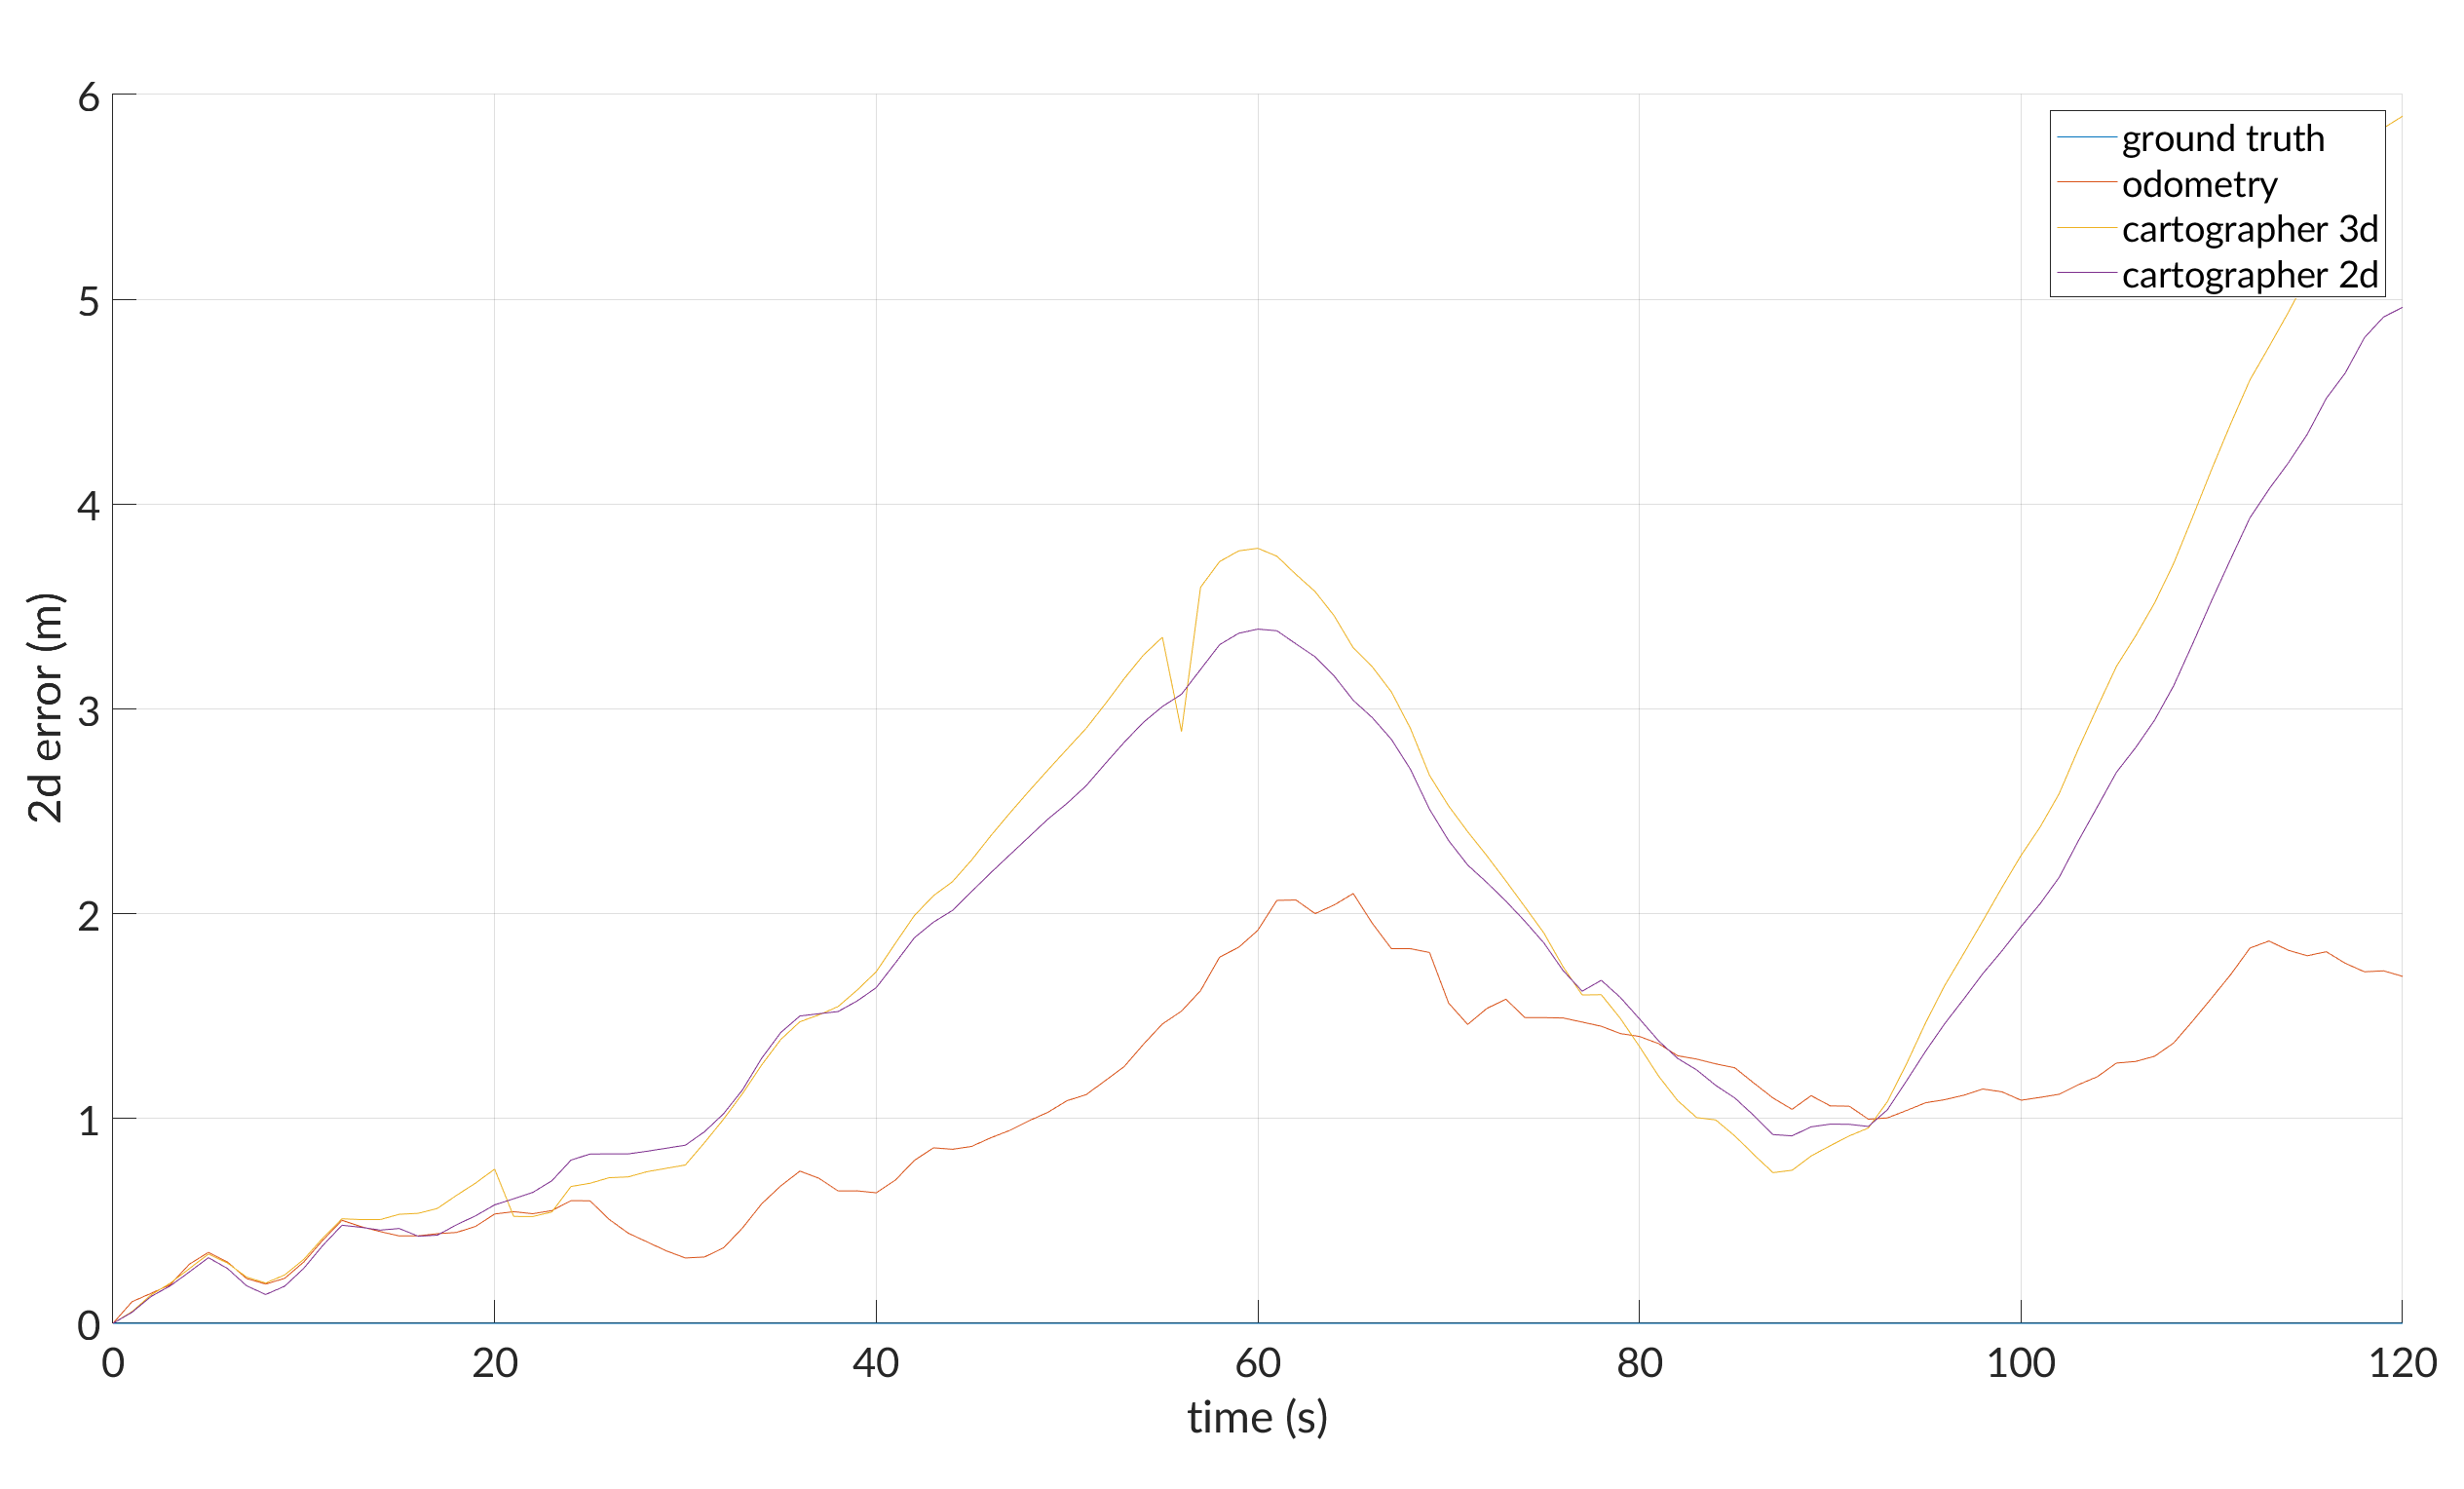 6
5
4
3
2
1
0
2d error (m)
ground truth
odometry
cartographer 3d
cartographer 2d
0 20 40 60 80 100 120
time (s)